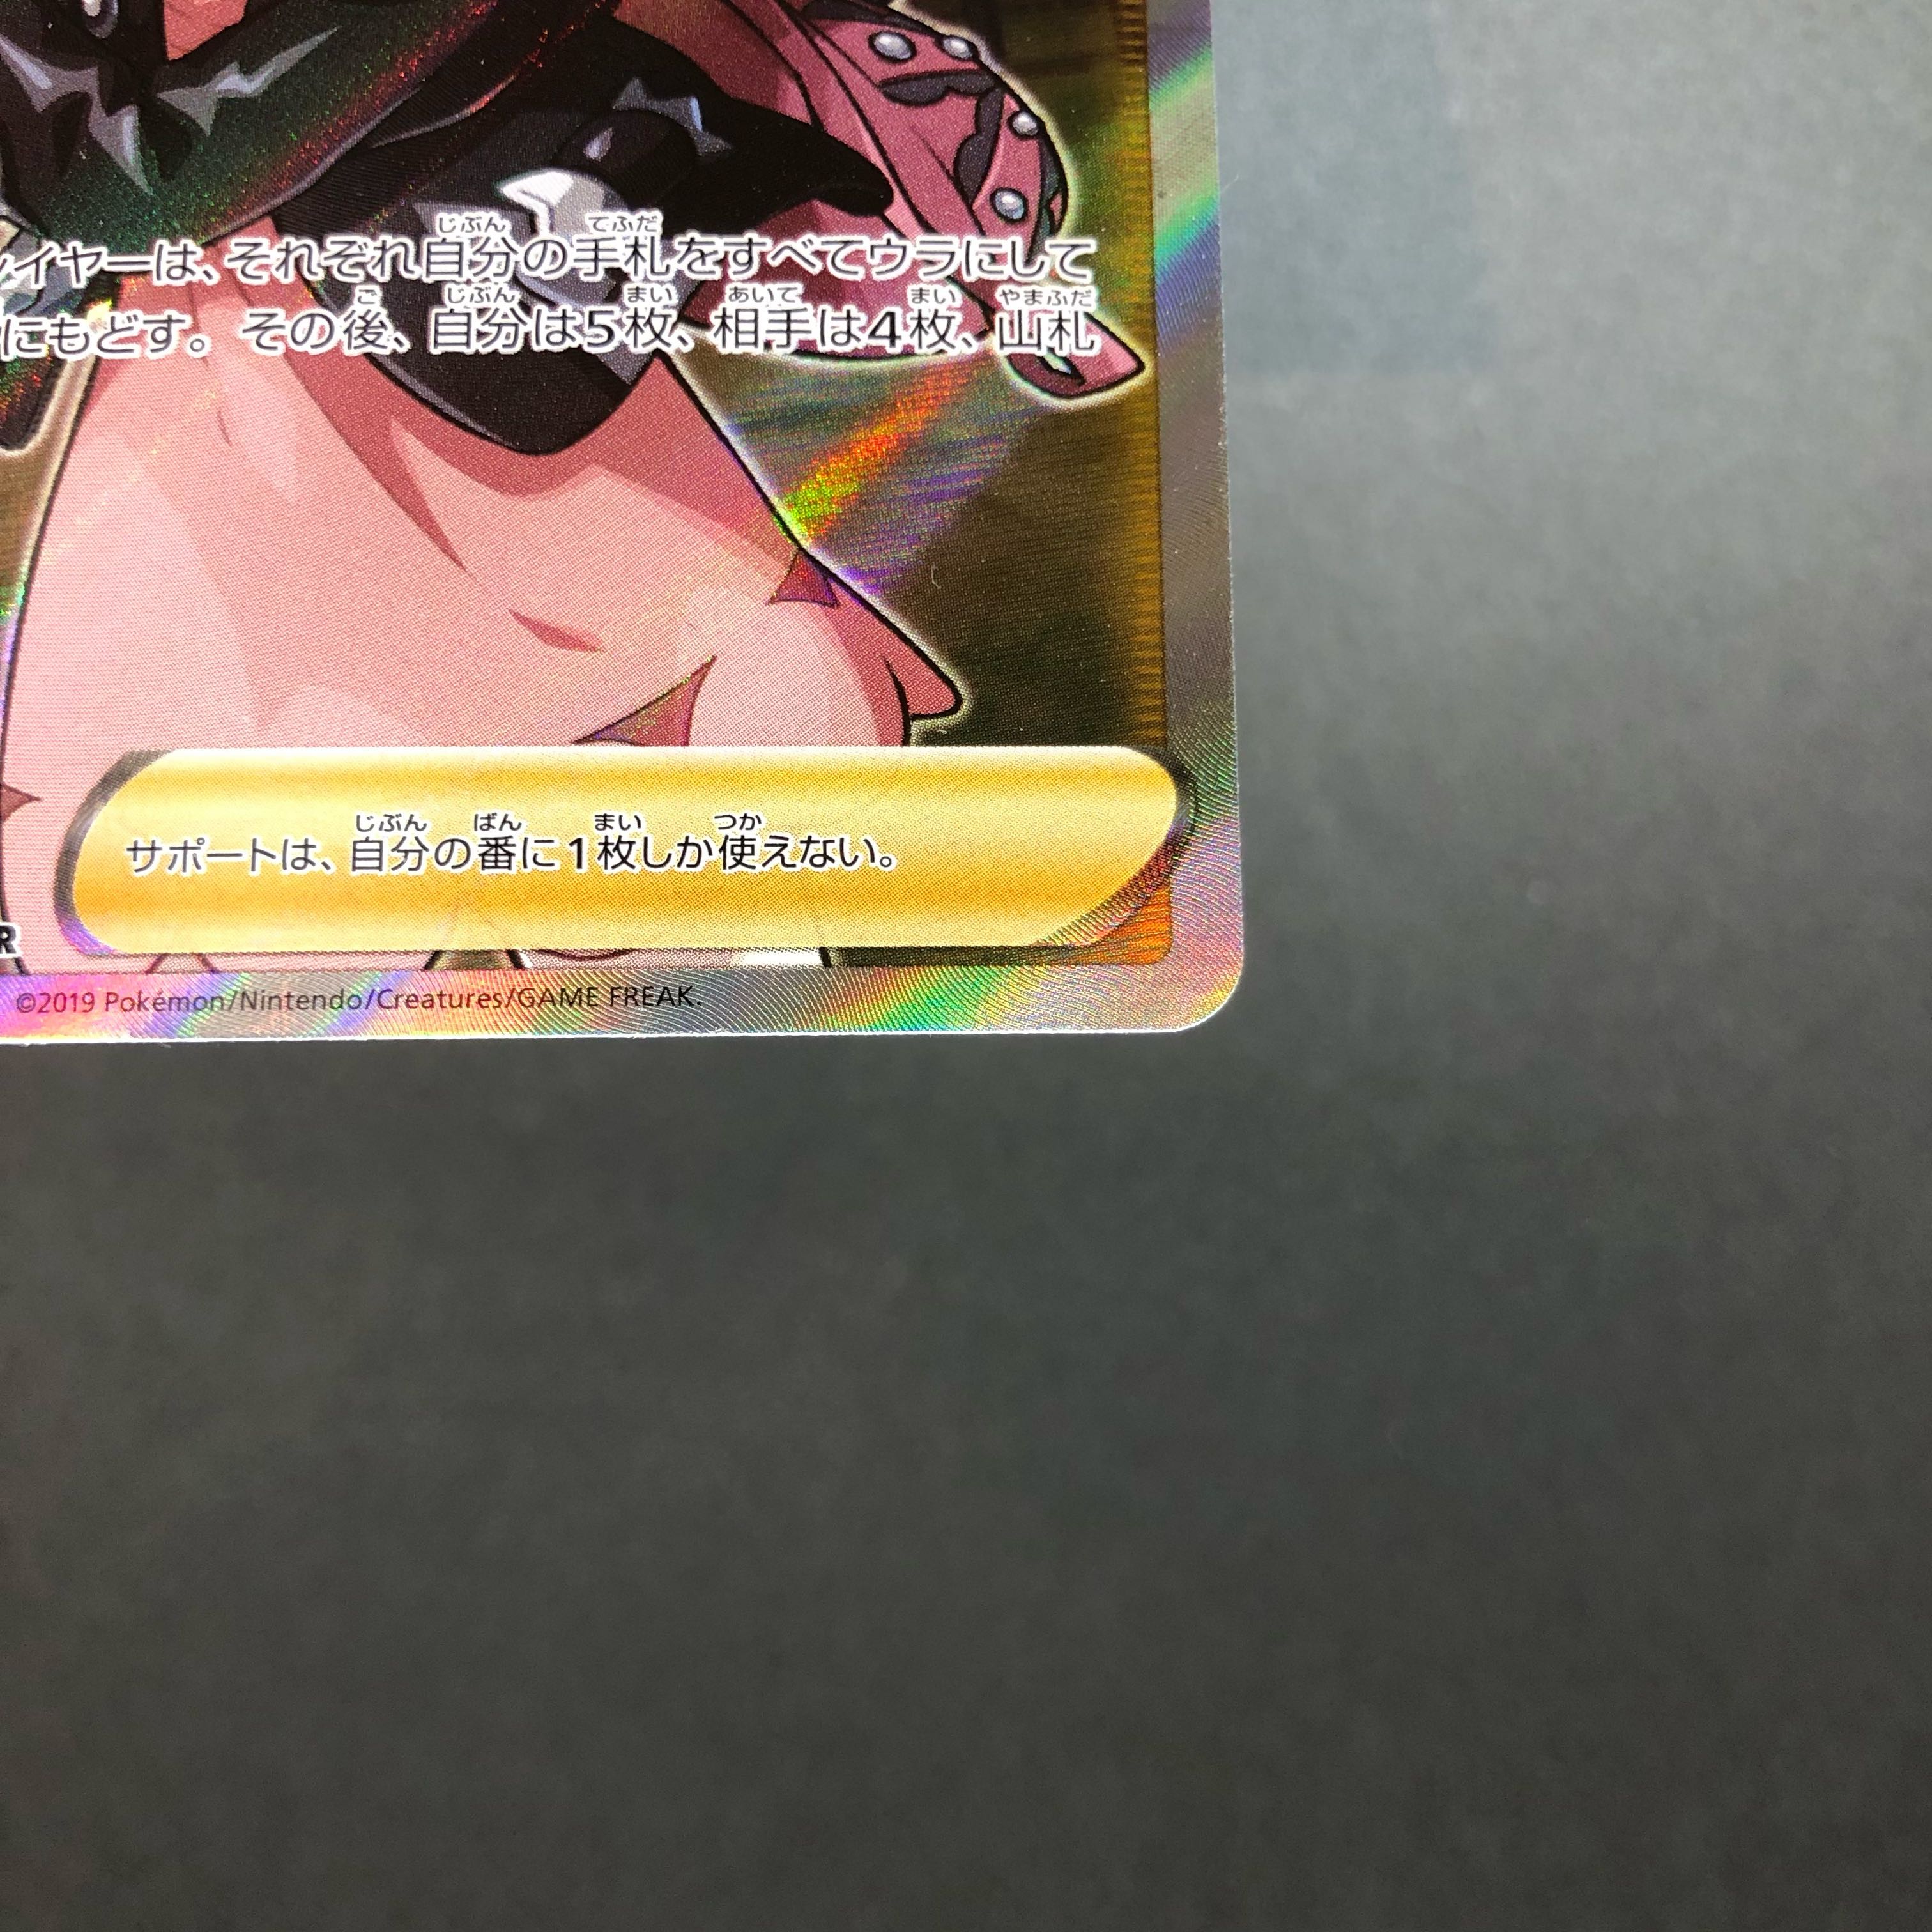 イヤーは、それぞれ自分の手札をすべてウラにして
にもどす。その後、自分は5枚、相手は4枚、山札
サポートは、自分の番に1枚しか使えない。
R
©2019 Pokémon/Nintendo/Creatures/GAME FREAK.